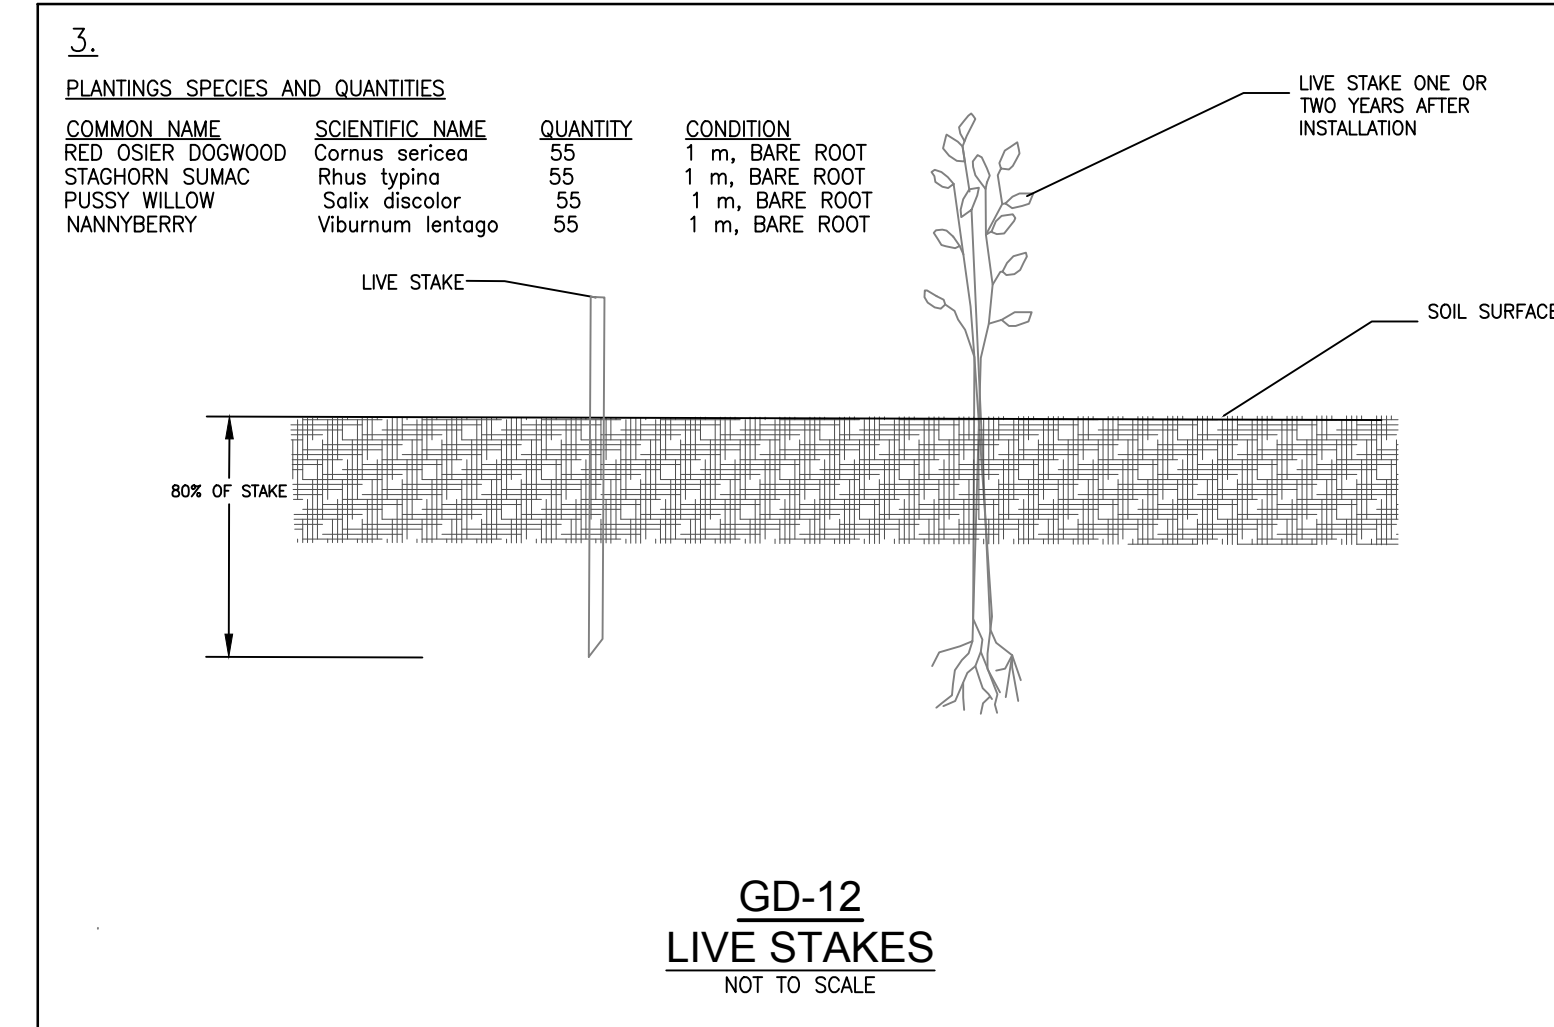 3.
PLANTINGS SPECIES AND QUANTITIES
COMMON NAME SCIENTIFIC NAME QUANTITY CONDITION
RED OSIER DOGWOOD Cornus sericea 55 1 m, BARE ROOT
STAGHORN SUMAC Rhus typina 55 1 m, BARE ROOT
PUSSY WILLOW Salix discolor 55 1 m, BARE ROOT
NANNYBERRY Viburnum lentago 55 1 m, BARE ROOT
LIVE STAKE ONE OR
TWO YEARS AFTER
INSTALLATION
LIVE STAKE
SOIL SURFACE
80% OF STAKE
GD-12
LIVE STAKES
NOT TO SCALE